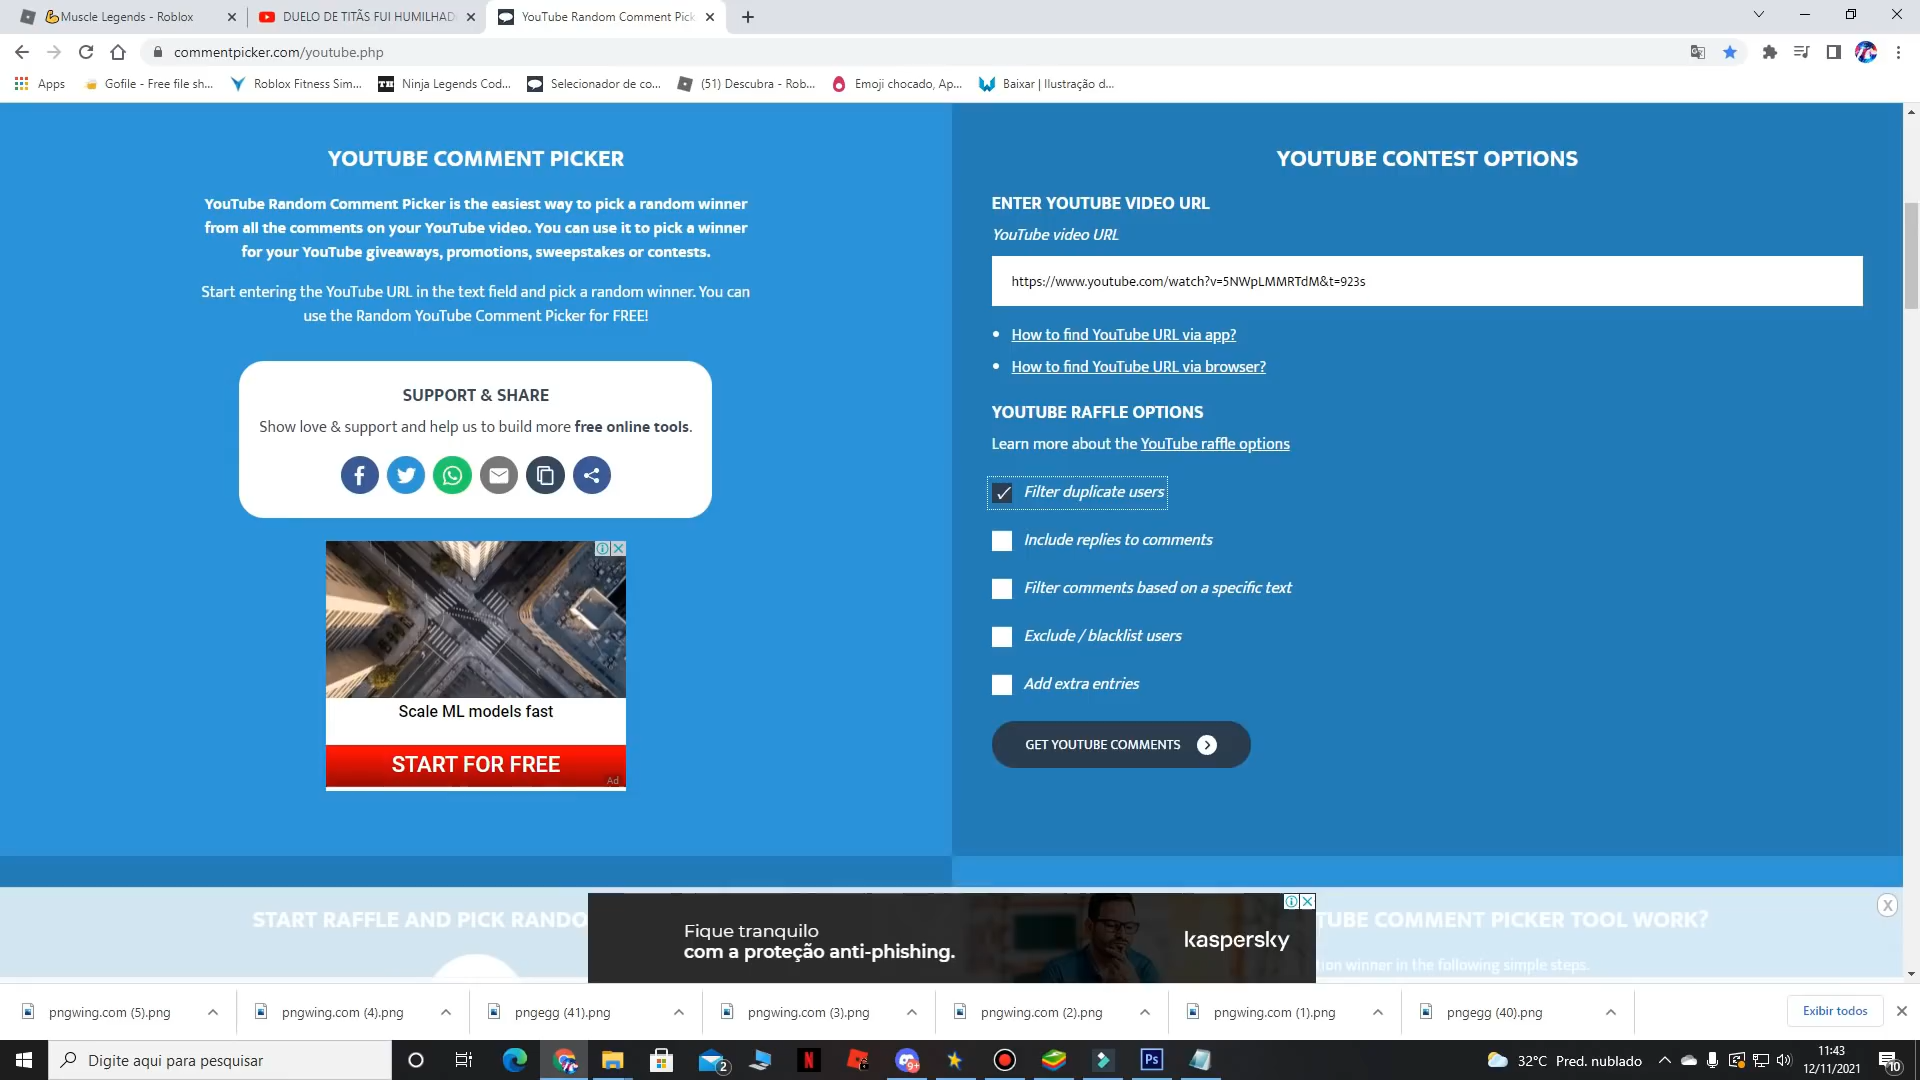 💪Muscle Legends - Roblox
DUELO DE TITÃS FUI HUMILHAD
YouTube Random Comment Pick
commentpicker.com/youtube.php
Apps
Gofile - Free file sh...
Roblox Fitness Sim...
Ninja Legends Cod...
Selecionador de co...
(51) Descubra - Rob...
Emoji chocado, Ap...
Baixar | Ilustração d...
YOUTUBE COMMENT PICKER
YouTube Random Comment Picker is the easiest way to pick a random winner
from all the comments on your YouTube video. You can use it to pick a winner
for your YouTube giveaways, promotions, sweepstakes or contests.
Start entering the YouTube URL in the text field and pick a random winner. You can
use the Random YouTube Comment Picker for FREE!
SUPPORT & SHARE
Show love & support and help us to build more free online tools.
Scale ML models fast
START FOR FREE
Ad
YOUTUBE CONTEST OPTIONS
ENTER YOUTUBE VIDEO URL
YouTube video URL
https://www.youtube.com/watch?v=5NWpLMMRTdM&t=923s
How to find YouTube URL via app?
How to find YouTube URL via browser?
YOUTUBE RAFFLE OPTIONS
Learn more about the YouTube raffle options
Filter duplicate users
Include replies to comments
Filter comments based on a specific text
Exclude / blacklist users
Add extra entries
GET YOUTUBE COMMENTS
START RAFFLE AND PICK RANDO
TUBE COMMENT PICKER TOOL WORK?
tion winner in the following simple steps.
Fique tranquilo
com a proteção anti-phishing.
kaspersky
X
pngwing.com (5).png
pngwing.com (4).png
pngegg (41).png
pngwing.com (3).png
pngwing.com (2).png
pngwing.com (1).png
pngegg (40).png
Exibir todos
Digite aqui para pesquisar
2
N
9+
Ps
32°C Pred. nublado
11:43
12/11/2021
10